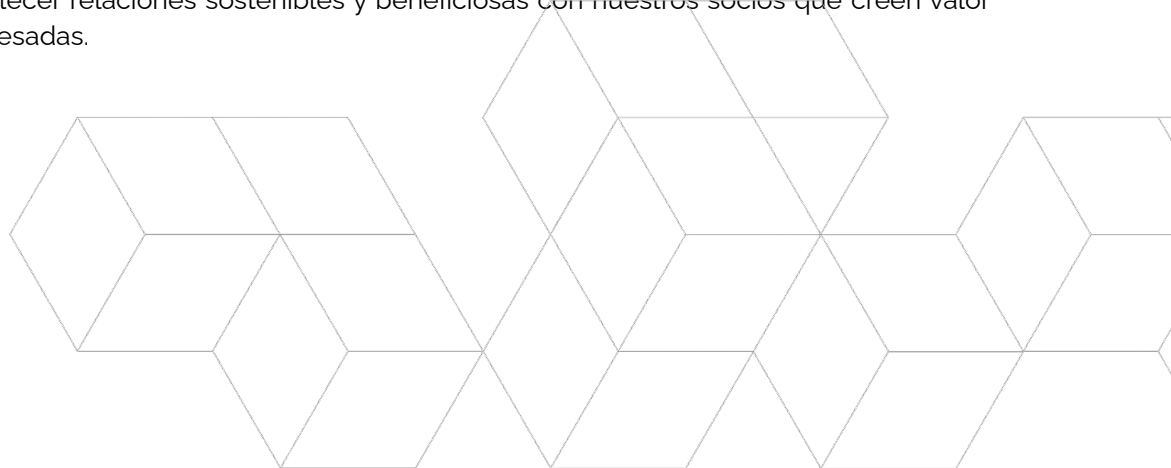 tecer relaciones sostenibles y beneficiosas con nuestros socios que creen valor
esadas.